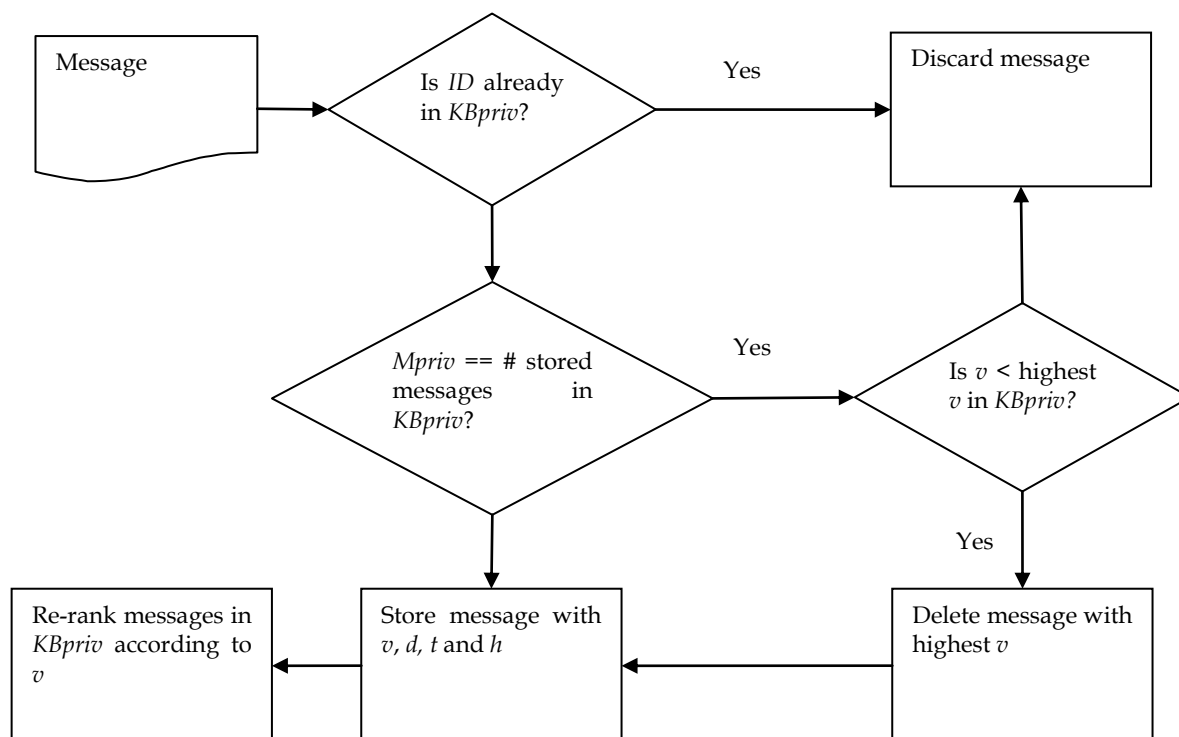 Message
Is ID already
in KBpriv?
Yes
Discard message
Mpriv == # stored
messages in
KBpriv?
Yes
Is v < highest
v in KBpriv?
Yes
Re-rank messages in
KBpriv according to
v
Store message with
v, d, t and h
Delete message with
highest v